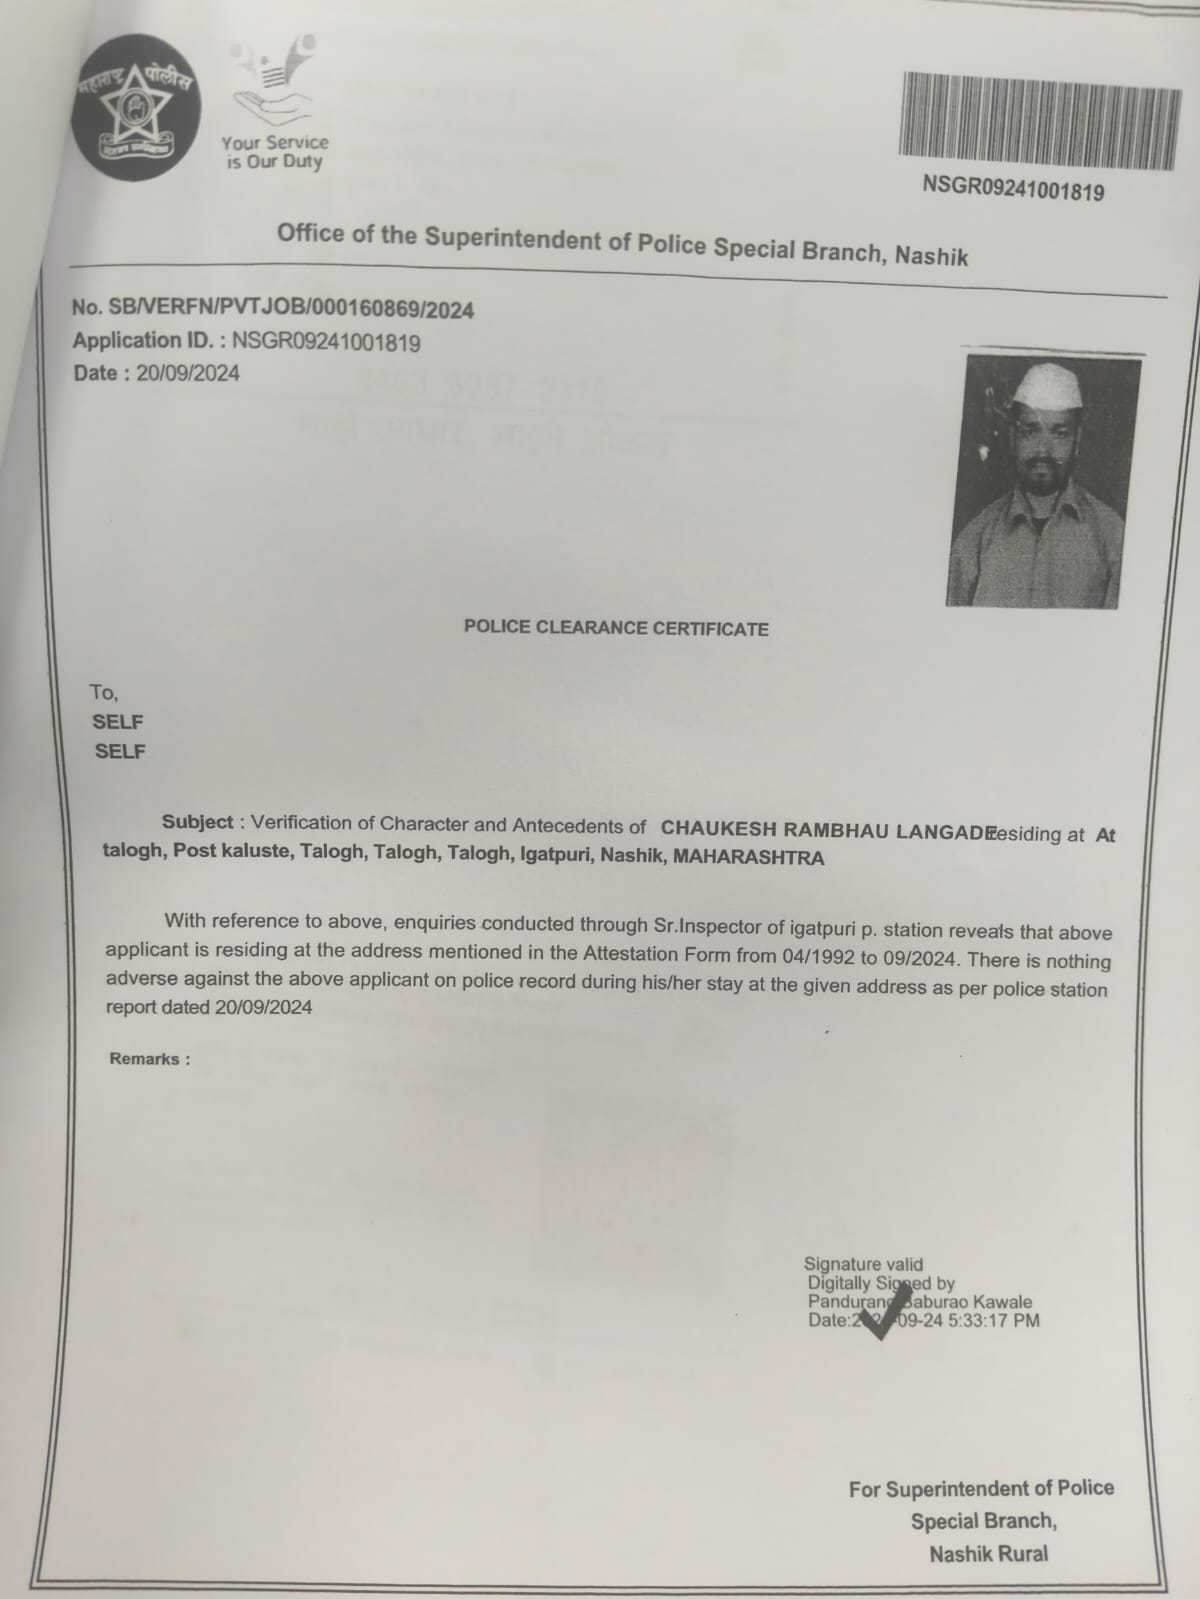 महाराष्ट्र पोलीस
Your Service
is Our Duty
NSGR09241001819
Office of the Superintendent of Police Special Branch, Nashik
No. SB/VERFN/PVTJOB/000160869/2024
Application ID. : NSGR09241001819
Date : 20/09/2024
POLICE CLEARANCE CERTIFICATE
To,
SELF
SELF
Subject : Verification of Character and Antecedents of CHAUKESH RAMBHAU LANGADE esiding at At
talogh, Post kaluste, Talogh, Talogh, Talogh, Igatpuri, Nashik, MAHARASHTRA
With reference to above, enquiries conducted through Sr.Inspector of igatpuri p. station reveals that above
applicant is residing at the address mentioned in the Attestation Form from 04/1992 to 09/2024. There is nothing
adverse against the above applicant on police record during his/her stay at the given address as per police station
report dated 20/09/2024
Remarks :
Signature valid
Digitally Signed by
Pandurang Baburao Kawale
Date:2024-09-24 5:33:17 PM
For Superintendent of Police
Special Branch,
Nashik Rural